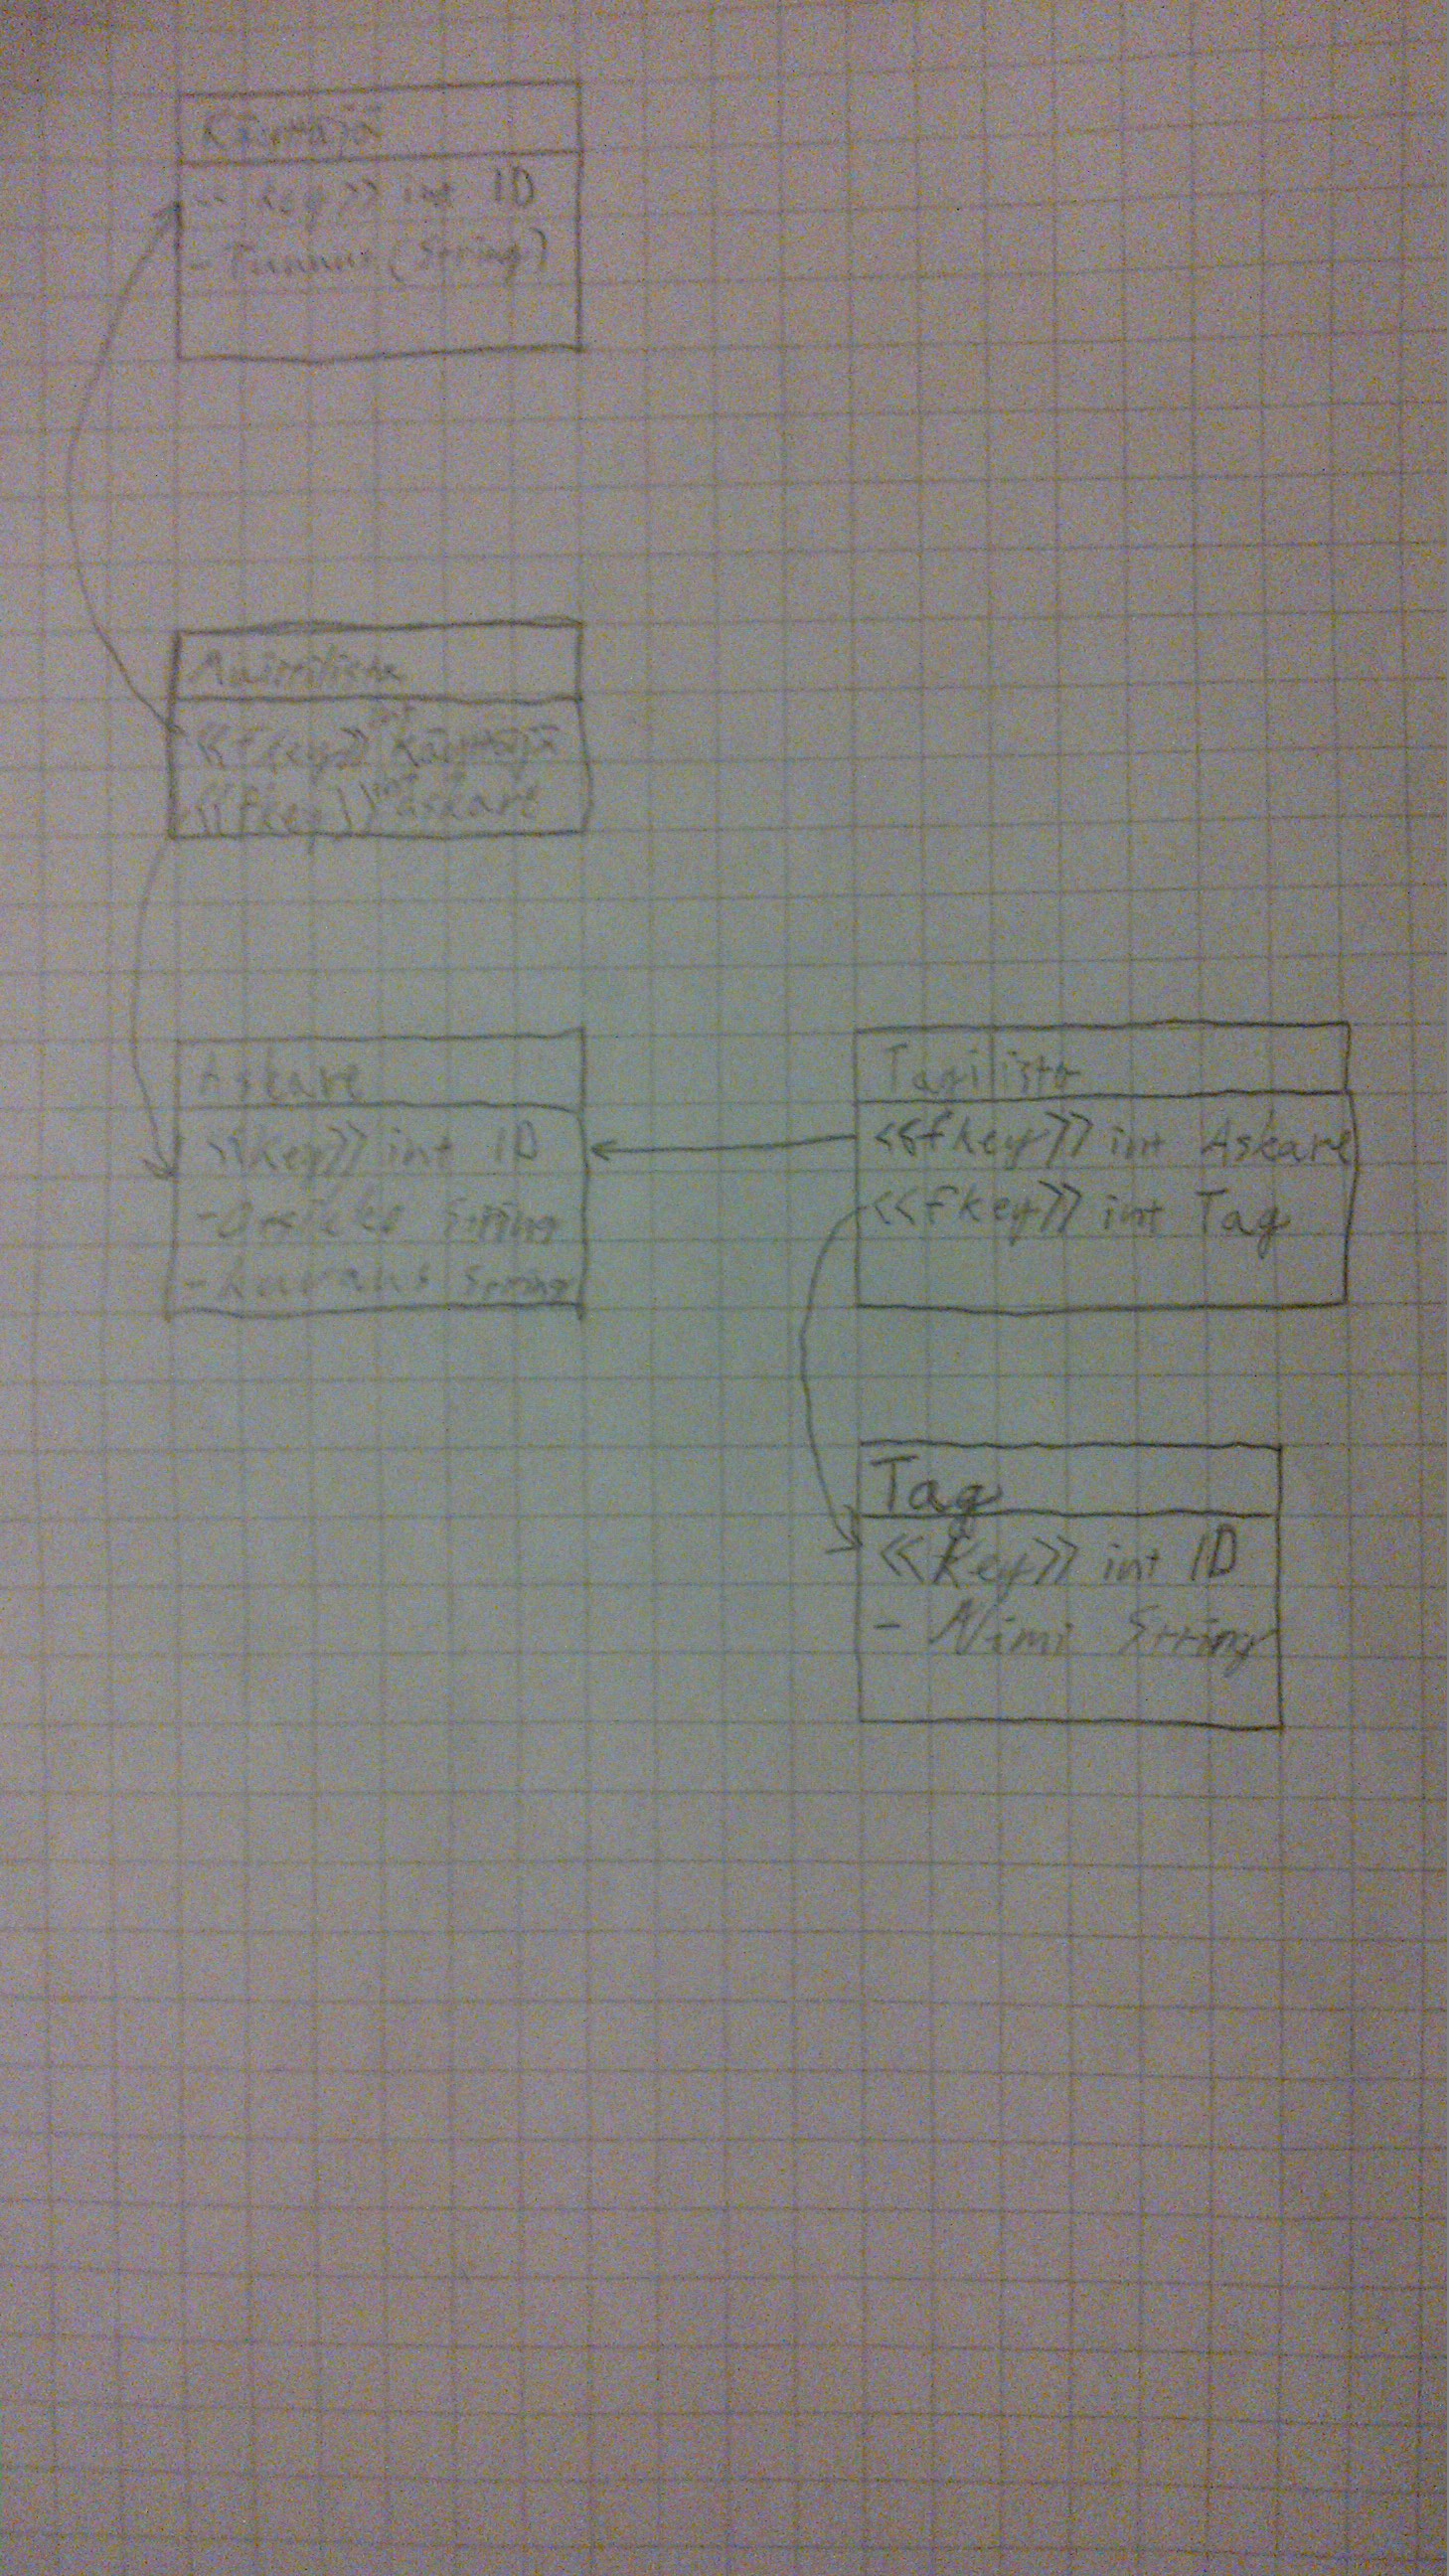 Käyttäjä
key>> int ID
- Tunnus (String)
<<fkey>> int Käyttäjä
<<fkey>> int askare
Askare
<<key>> int ID
- Otsikko String
- kuvaus String
Tagilista
<<fkey>> int Askare
<<fkey>> int Tag
Tag
<<key>> int ID
- Nimi String